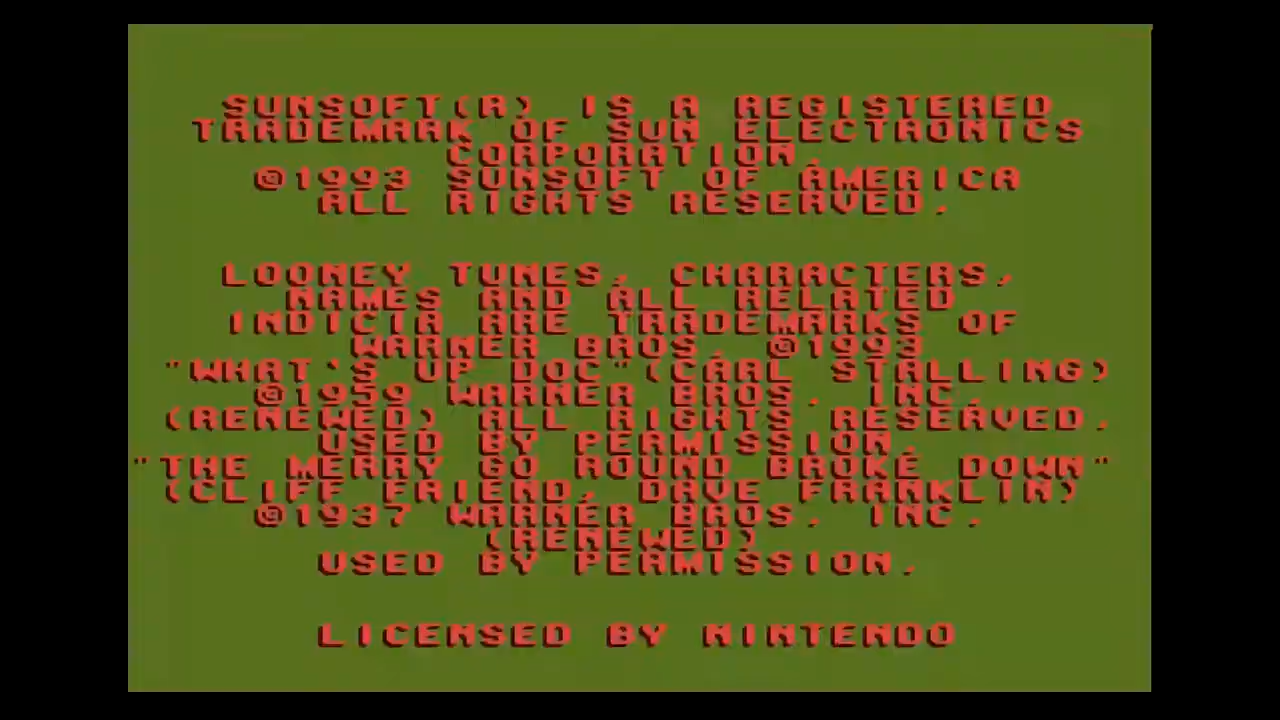 SUNSOFT(R) IS A REGISTERED
TRADEMARK OF SUN ELECTRONICS
CORPORATION.
©1993 SUNSOFT OF AMERICA
ALL RIGHTS RESERVED.
LOONEY TUNES, CHARACTERS,
NAMES AND ALL RELATED
INDICIA ARE TRADEMARKS OF
WARNER BROS. ©1993
"WHAT'S UP DOC"(CARL STALLING)
©1959 WARNER BROS. INC.
(RENEWED) ALL RIGHTS RESERVED.
USED BY PERMISSION.
"THE MERRY GO ROUND BROKE DOWN"
(CLIFF FRIEND, DAVE FRANKLIN)
©1937 WARNER BROS. INC.
(RENEWED)
USED BY PERMISSION.
LICENSED BY NINTENDO